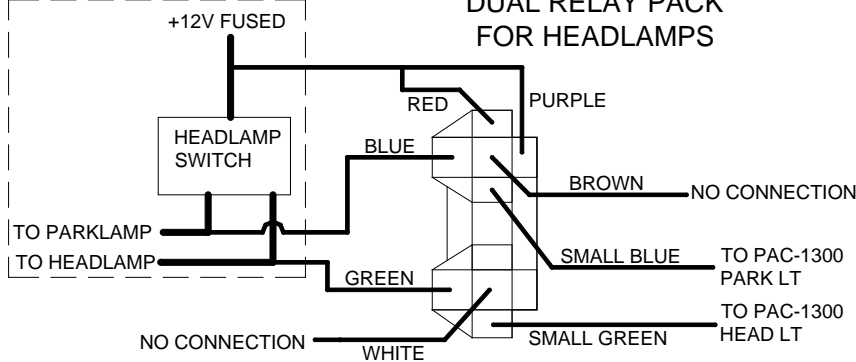 DUAL RELAY PACK
FOR HEADLAMPS
+12V FUSED
RED
PURPLE
HEADLAMP
SWITCH
BLUE
BROWN
NO CONNECTION
TO PARKLAMP
TO HEADLAMP
SMALL BLUE
TO PAC-1300
PARK LT
GREEN
TO PAC-1300
HEAD LT
SMALL GREEN
NO CONNECTION
WHITE